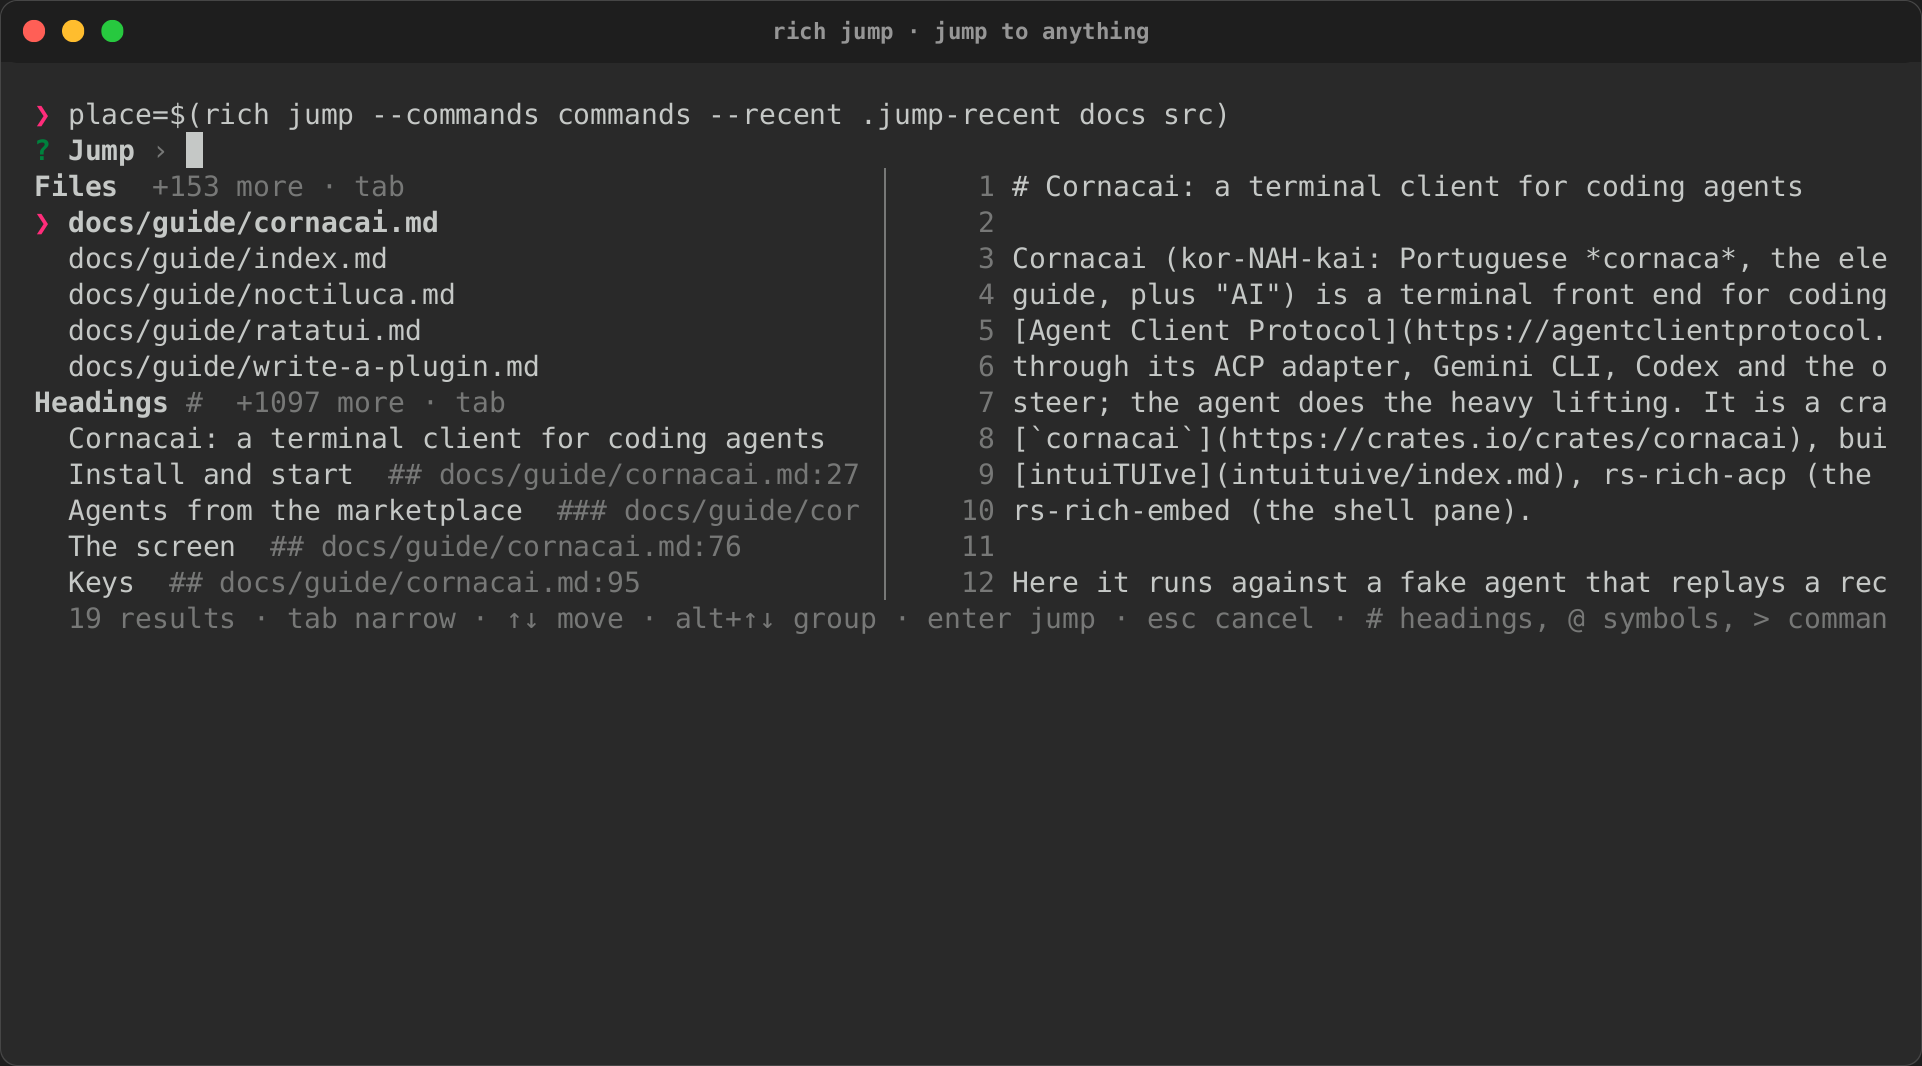 rich jump · jump to anything
❯ place=$(rich jump --commands commands --recent .jump-recent docs src)
? Jump ›
Files  +153 more · tab
❯ docs/guide/cornacai.md
docs/guide/index.md
docs/guide/noctiluca.md
docs/guide/ratatui.md
docs/guide/write-a-plugin.md
Headings #  +1097 more · tab
Cornacai: a terminal client for coding agents
Install and start  ## docs/guide/cornacai.md:27
Agents from the marketplace  ### docs/guide/cor
The screen  ## docs/guide/cornacai.md:76
Keys  ## docs/guide/cornacai.md:95
1 # Cornacai: a terminal client for coding agents
2
3 Cornacai (kor-NAH-kai: Portuguese *cornaca*, the ele
4 guide, plus "AI") is a terminal front end for coding
5 [Agent Client Protocol](https://agentclientprotocol.
6 through its ACP adapter, Gemini CLI, Codex and the o
7 steer; the agent does the heavy lifting. It is a cra
8 [`cornacai`](https://crates.io/crates/cornacai), bui
9 [intuiTUIve](intuituive/index.md), rs-rich-acp (the
10 rs-rich-embed (the shell pane).
11
12 Here it runs against a fake agent that replays a rec
19 results · tab narrow · ↑↓ move · alt+↑↓ group · enter jump · esc cancel · # headings, @ symbols, > comman